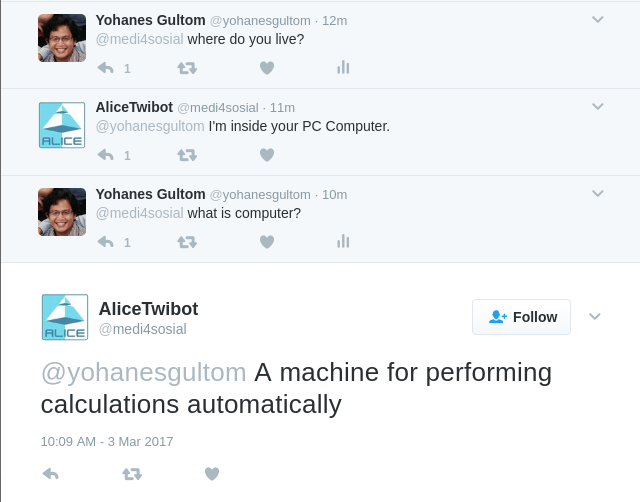 Yohanes Gultom @yohanesgultom · 12m
@medi4sosial where do you live?
1
AliceTwibot @medi4sosial · 11m
@yohanesgultom I'm inside your PC Computer.
ALICE
1
Yohanes Gultom @yohanesgultom · 10m
@medi4sosial what is computer?
1
AliceTwibot
@medi4sosial
ALICE
Follow
@yohanesgultom A machine for performing
calculations automatically
10:09 AM - 3 Mar 2017